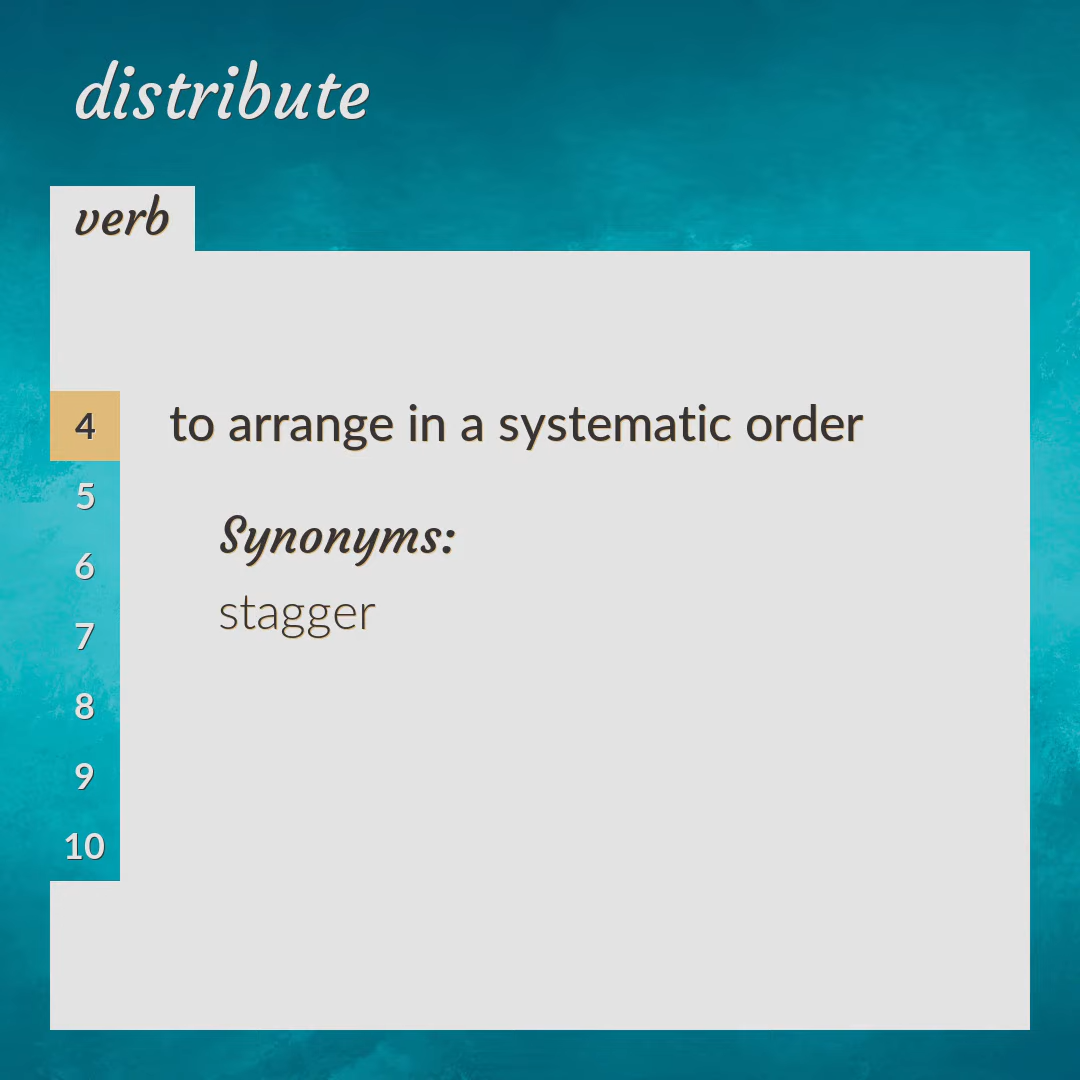 distribute
verb
4
to arrange in a systematic order
5
Synonyms:
6
stagger
7
8
9
10